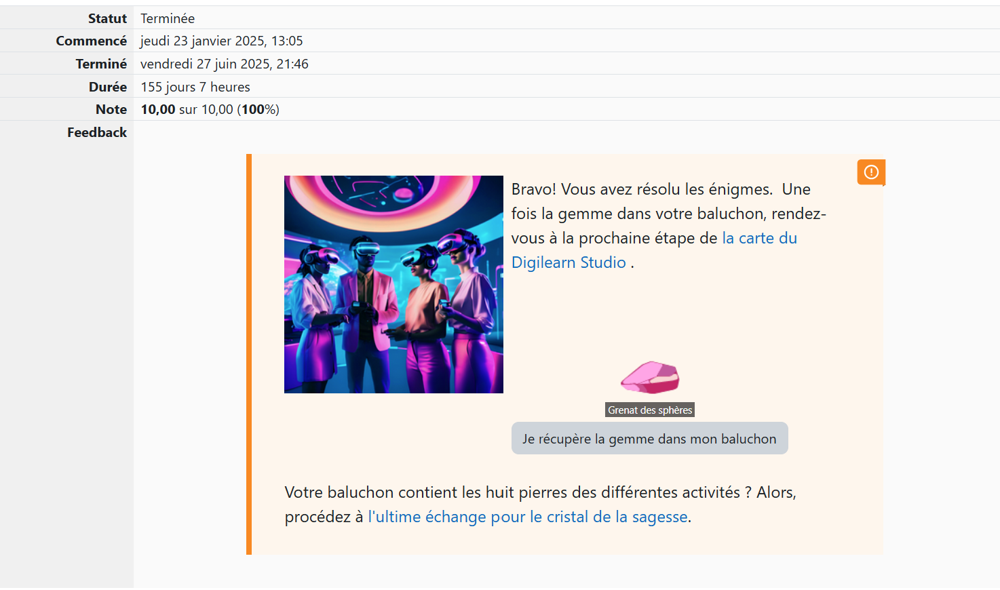 Statut Terminée
Commencé jeudi 23 janvier 2025, 13:05
Terminé vendredi 27 juin 2025, 21:46
Durée 155 jours 7 heures
Note 10,00 sur 10,00 (100%)
Feedback
Bravo! Vous avez résolu les énigmes.  Une
fois la gemme dans votre baluchon, rendez-
vous à la prochaine étape de la carte du
Digilearn Studio .
Grenat des sphères
Je récupère la gemme dans mon baluchon
Votre baluchon contient les huit pierres des différentes activités ? Alors,
procédez à l'ultime échange pour le cristal de la sagesse.